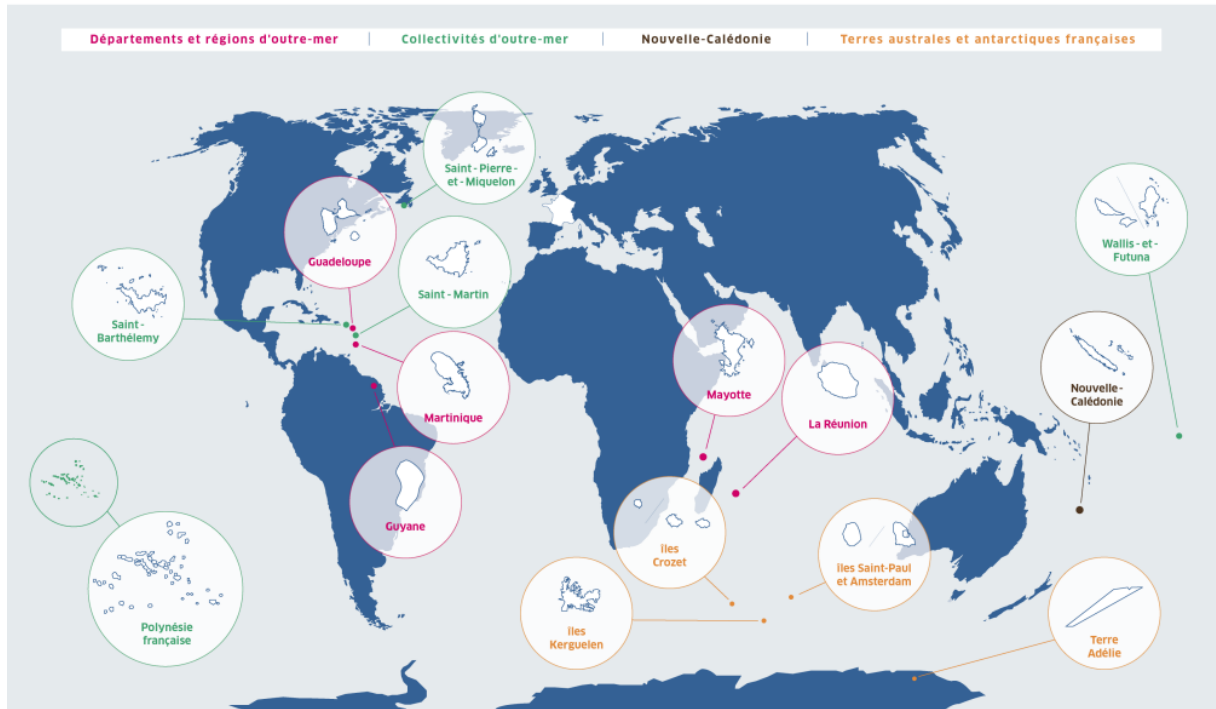 Départements et régions d'outre-mer | Collectivités d'outre-mer | Nouvelle-Calédonie | Terres australes et antarctiques françaises
Saint - Pierre -
et - Miquelon
Guadeloupe
Saint - Martin
Saint -
Barthélemy
Martinique
Guyane
Polynésie
française
Mayotte
La Réunion
Wallis - et -
Futuna
Nouvelle-
Calédonie
îles
Crozet
îles Saint-Paul
et Amsterdam
îles
Kerguelen
Terre
Adélie